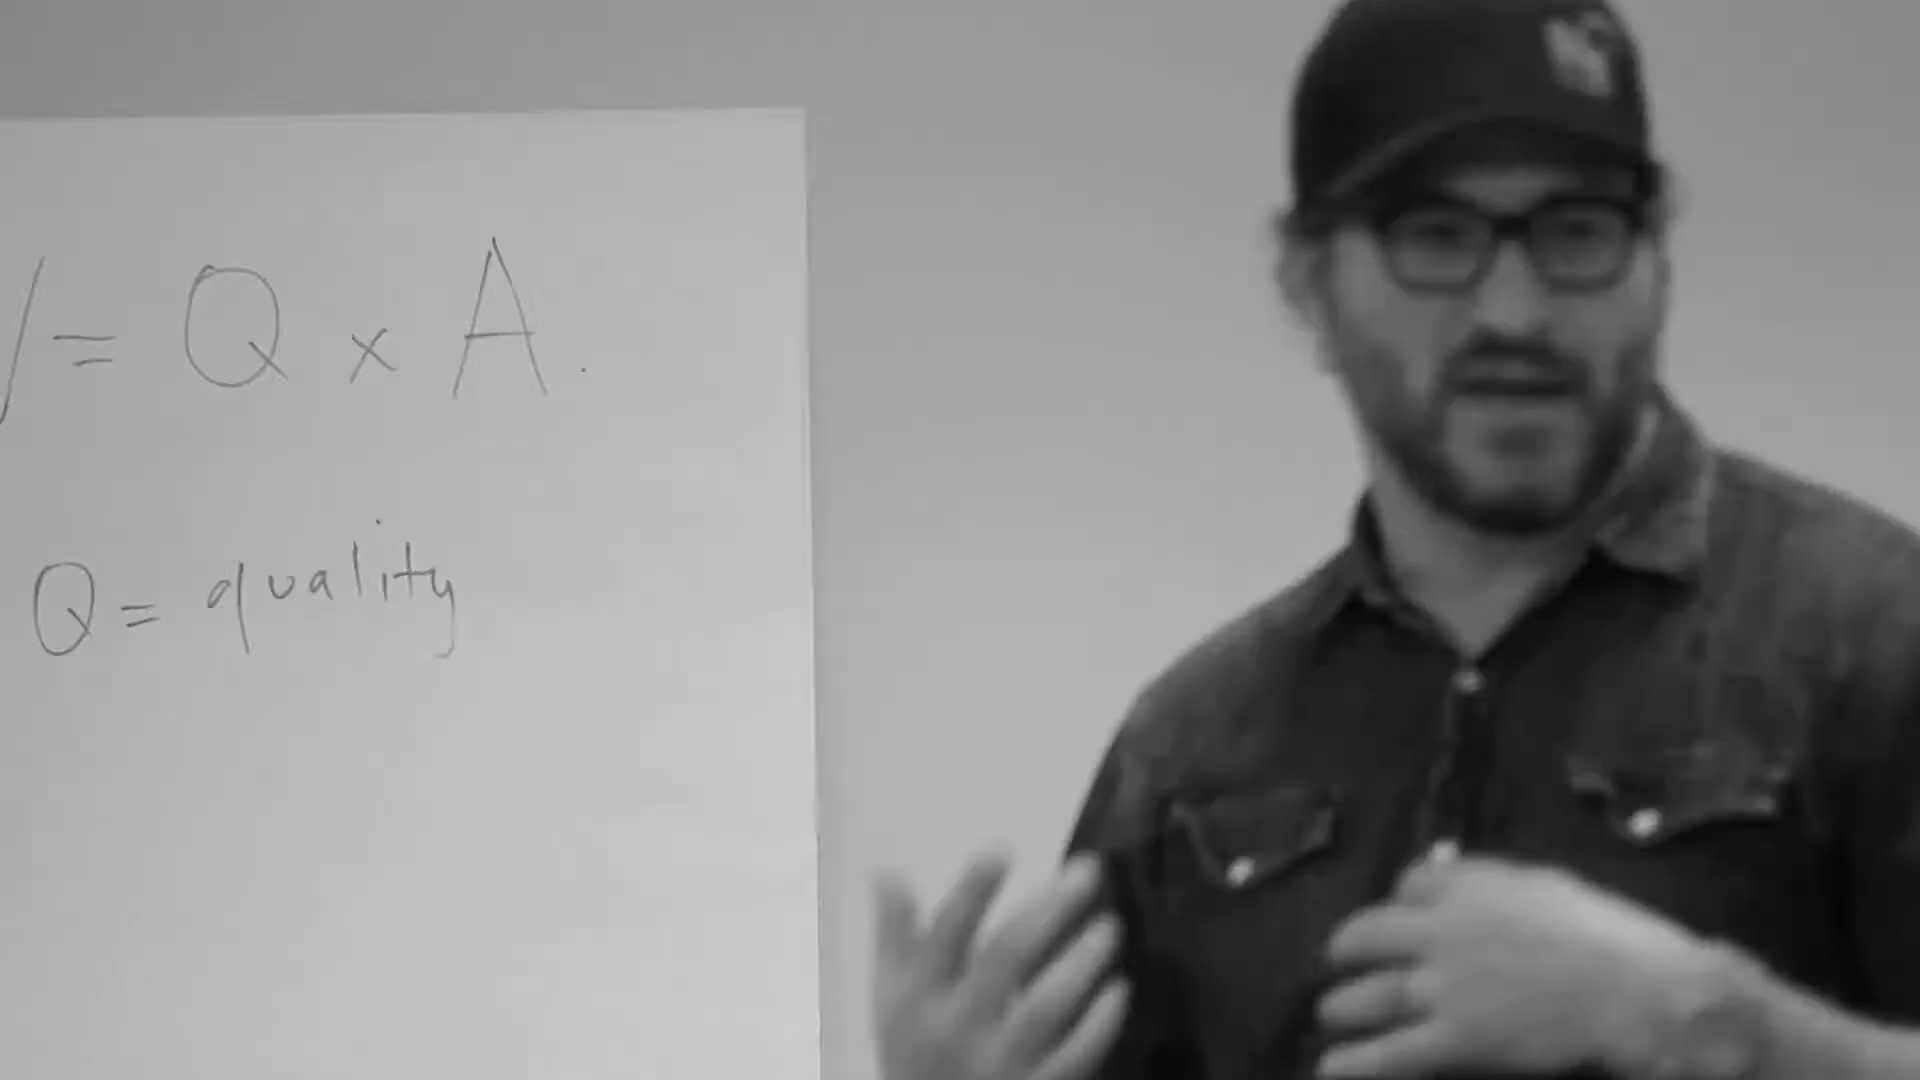 = Q x A.
Q = quality